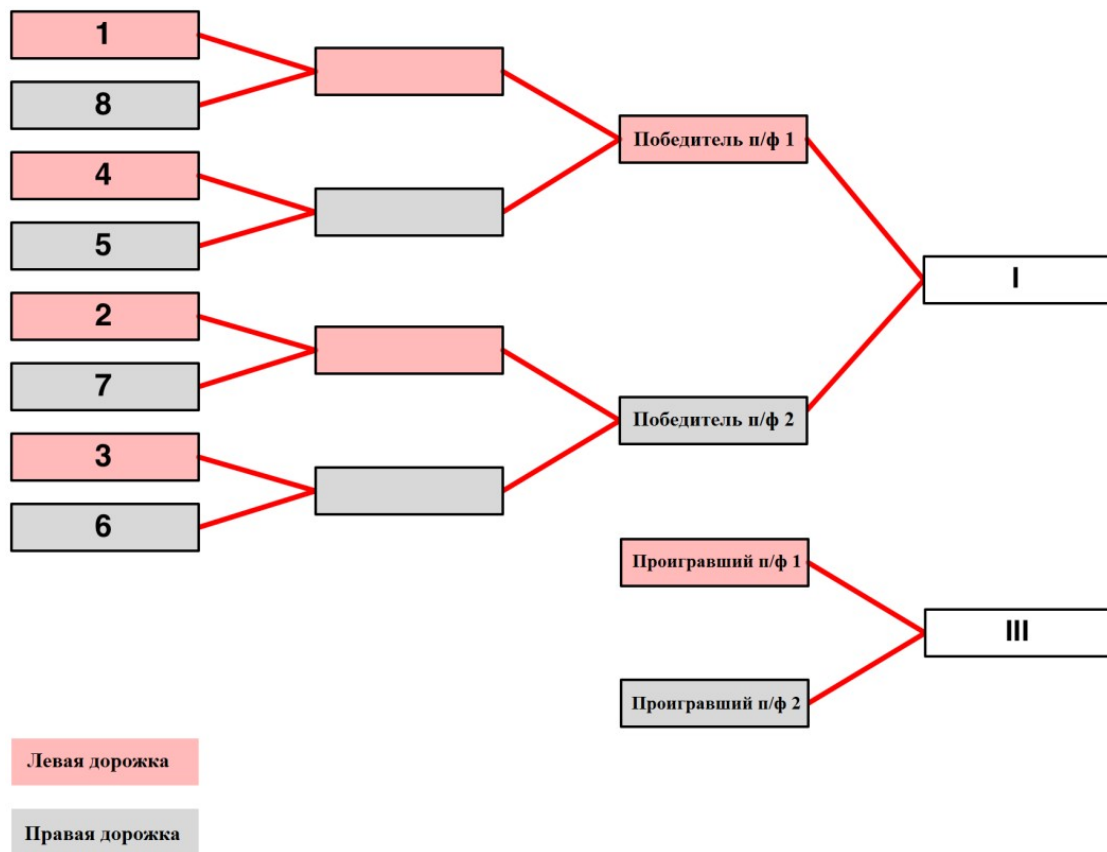 1
8
4
5
2
7
3
6
Победитель п/ф 1
Победитель п/ф 2
I
Проигравший п/ф 1
Проигравший п/ф 2
III
Левая дорожка
Правая дорожка